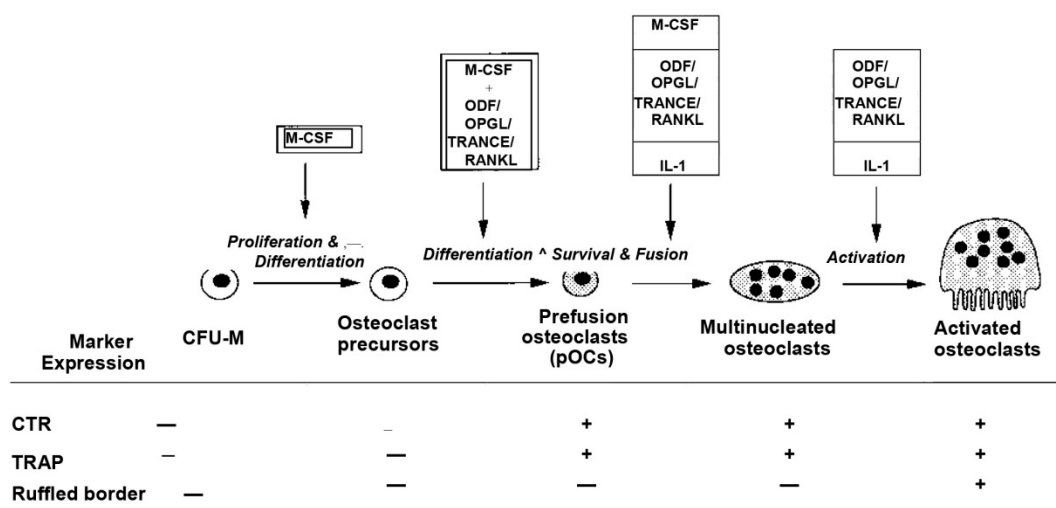 M-CSF
M-CSF
+
ODF/
OPGL/
TRANCE/
RANKL
M-CSF
ODF/
OPGL/
TRANCE/
RANKL
IL-1
ODF/
OPGL/
TRANCE/
RANKL
IL-1
Proliferation & ,—.
Differentiation
Differentiation ^ Survival & Fusion
Activation
CFU-M
Osteoclast
precursors
Prefusion
osteoclasts
(pOCs)
Multinucleated
osteoclasts
Activated
osteoclasts
Marker
Expression
CTR — _ + + +
TRAP – — + + +
Ruffled border — — — — +